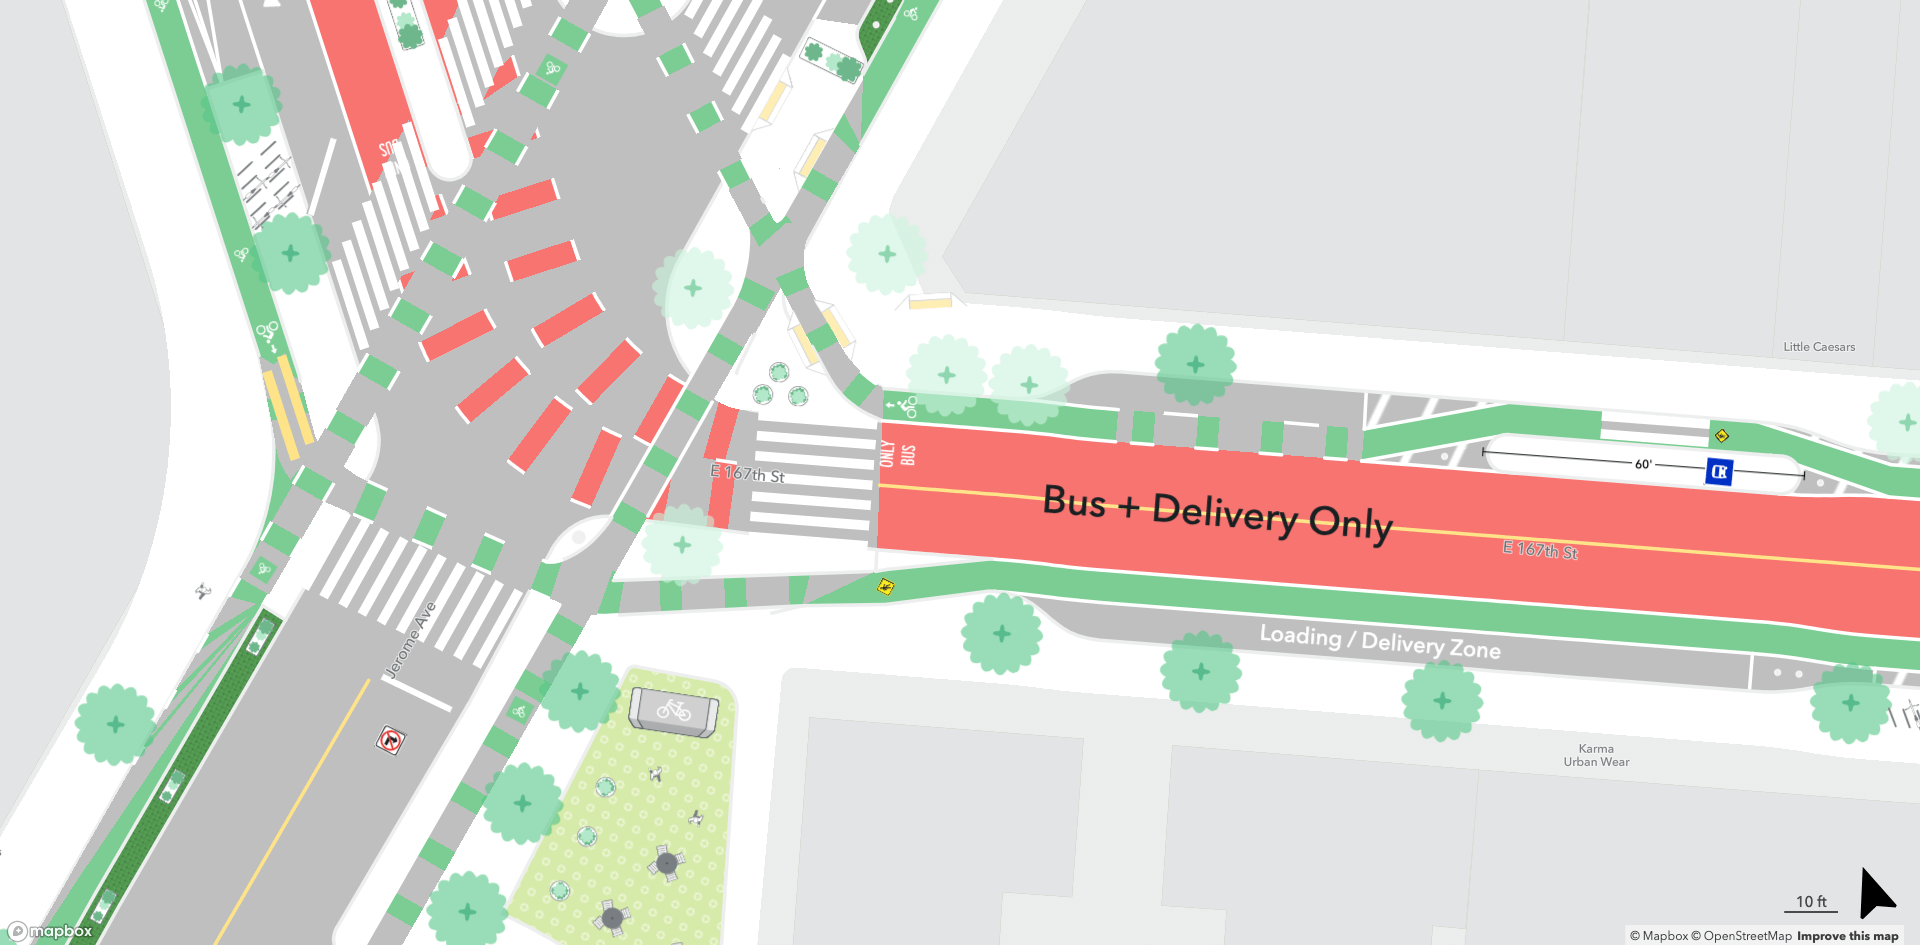 BUS
Little Caesars
ONLY
BUS
E 167th St
60'
Bus + Delivery Only
E 167th St
Jerome Ave
Loading / Delivery Zone
Karma
Urban Wear
10 ft
mapbox
© Mapbox © OpenStreetMap Improve this map